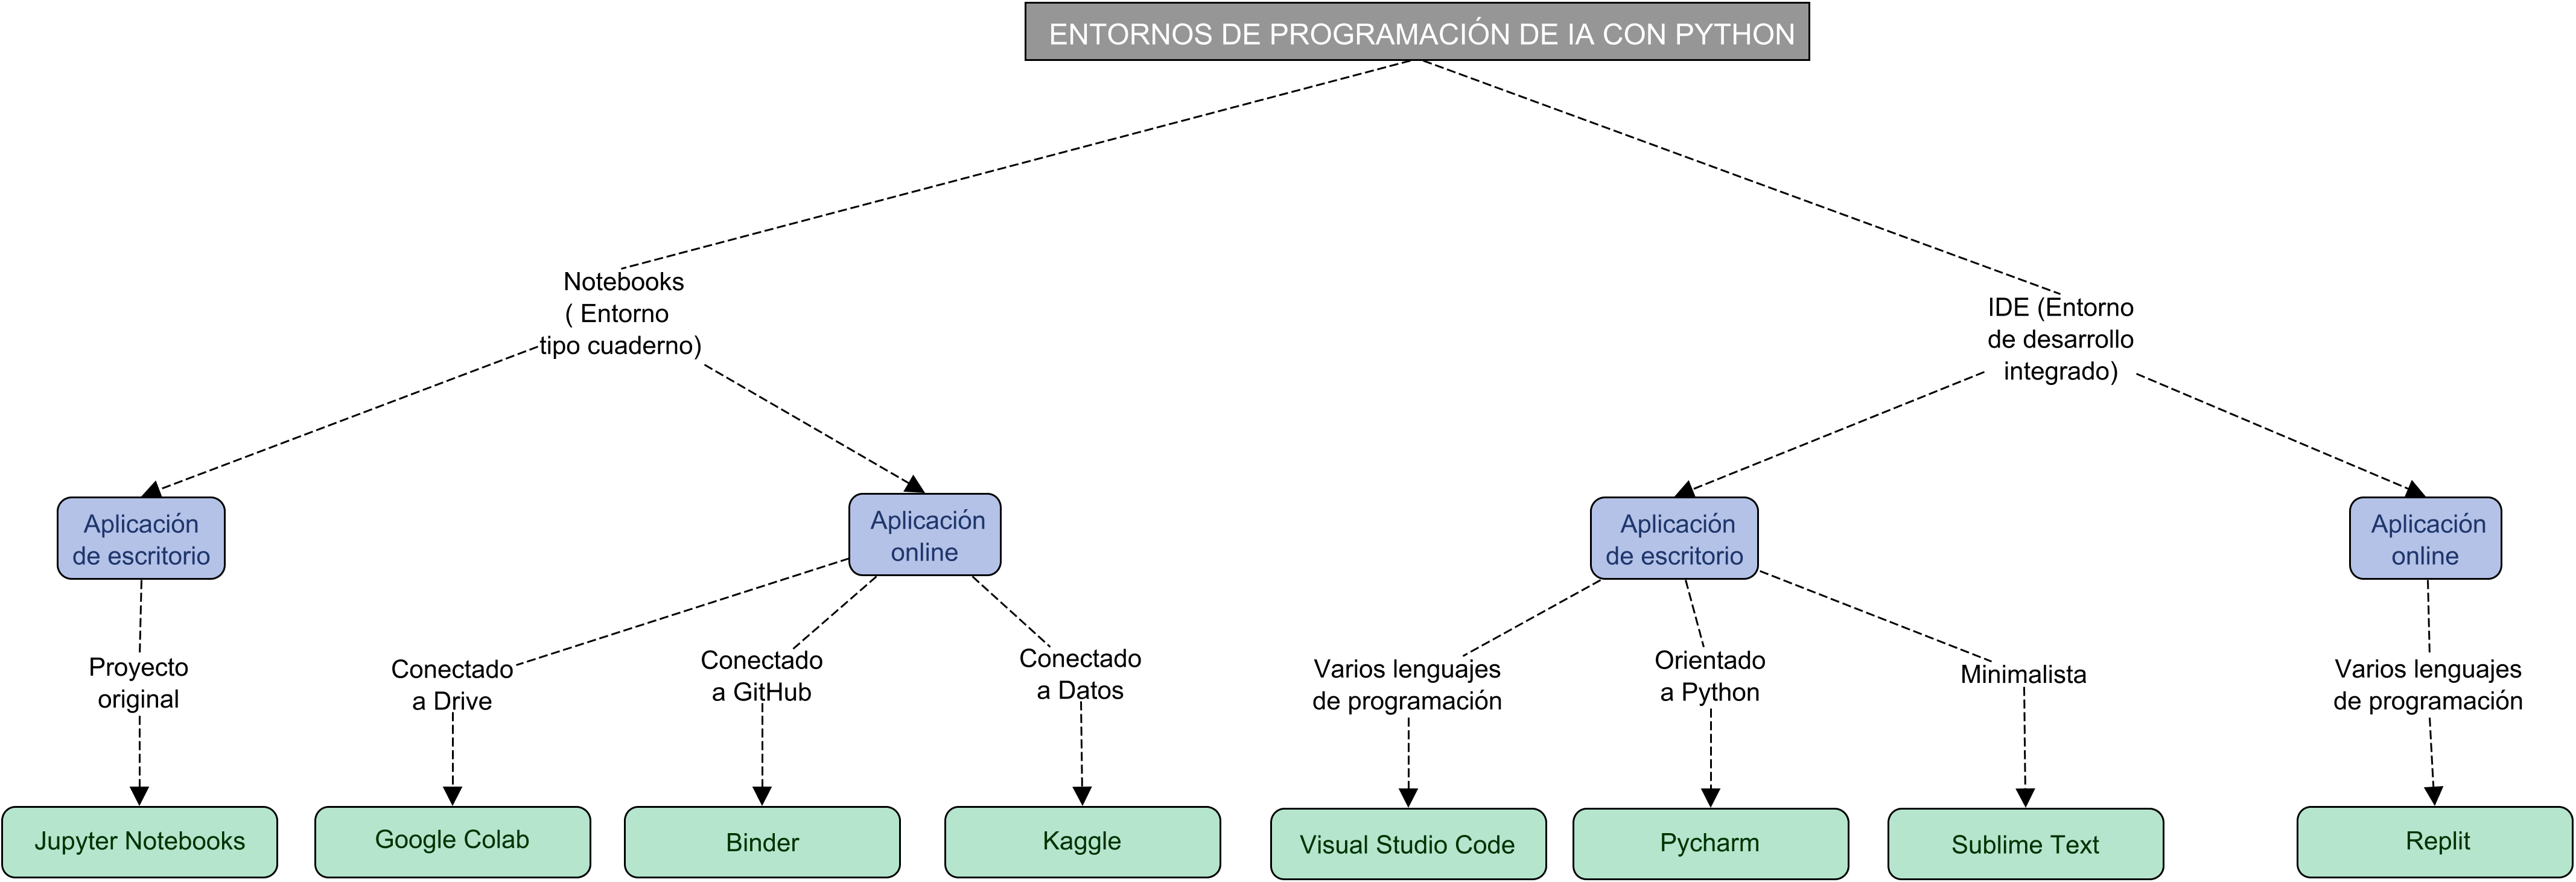 ENTORNOS DE PROGRAMACIÓN DE IA CON PYTHON
Notebooks
( Entorno
tipo cuaderno)
IDE (Entorno
de desarrollo
integrado)
Aplicación
de escritorio
Aplicación
online
Aplicación
de escritorio
Aplicación
online
Proyecto
original
Conectado
a Drive
Conectado
a GitHub
Conectado
a Datos
Varios lenguajes
de programación
Orientado
a Python
Minimalista
Varios lenguajes
de programación
Jupyter Notebooks
Google Colab
Binder
Kaggle
Visual Studio Code
Pycharm
Sublime Text
Replit